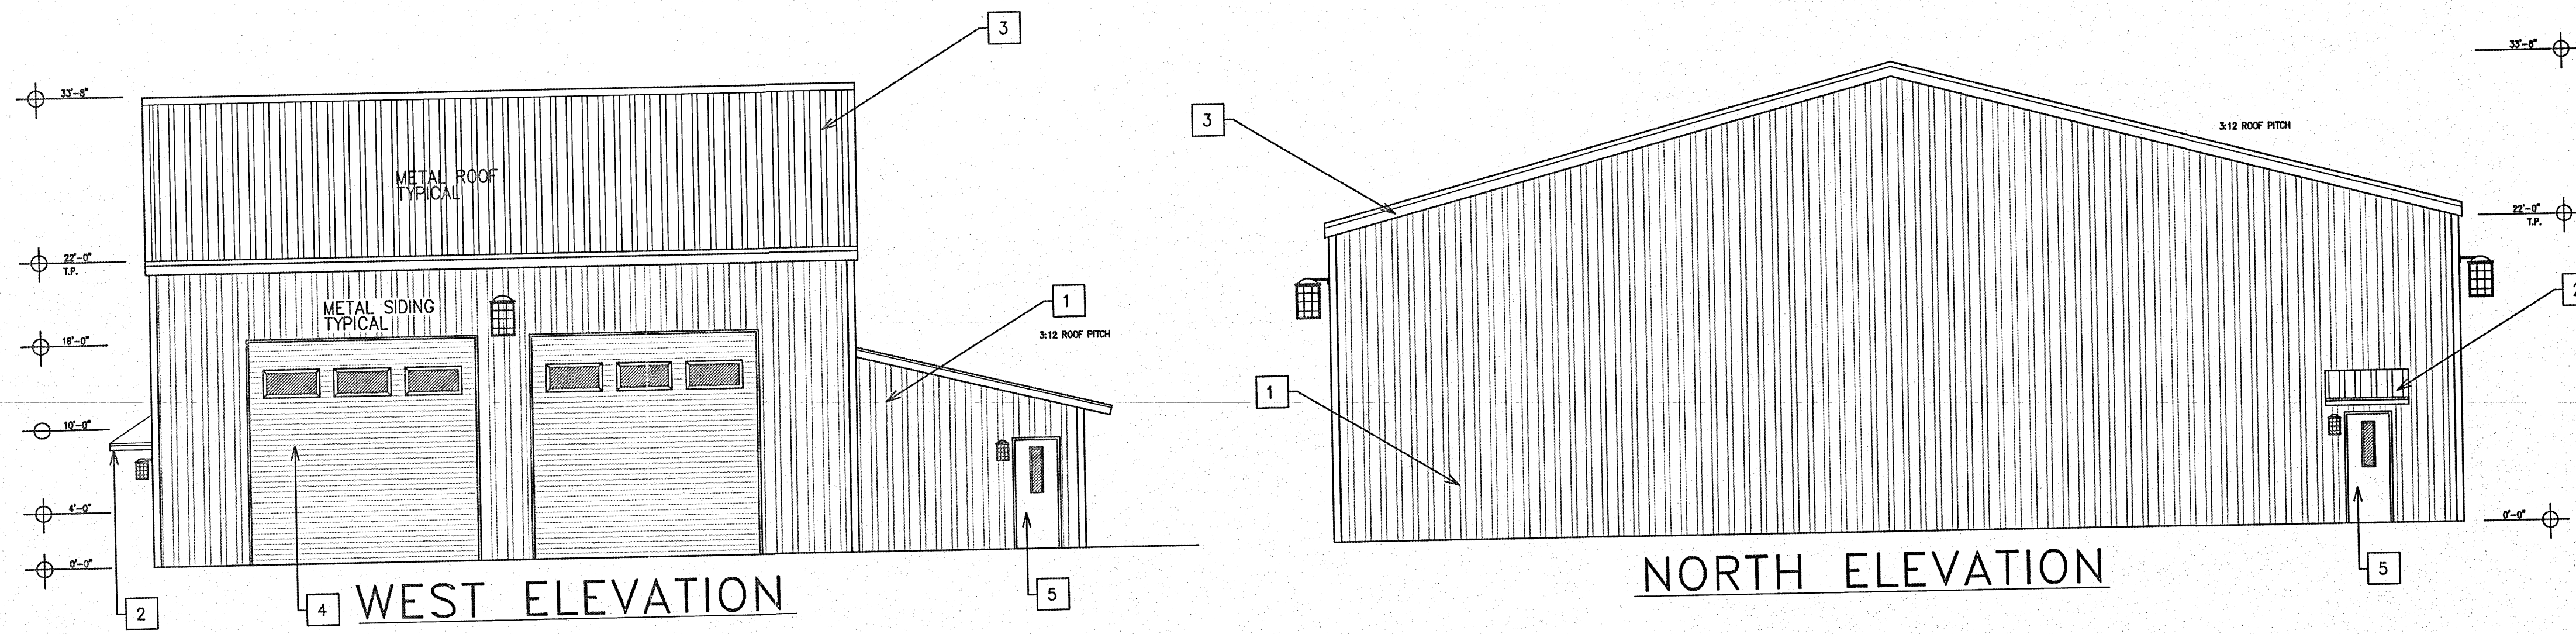 3
33'-8"
METAL ROOF
TYPICAL
22'-0"
T.P.
METAL SIDING
TYPICAL
1
3:12 ROOF PITCH
16'-0"
10'-0"
4'-0"
0'-0"
2
4
5
WEST ELEVATION
33'-8"
3
3:12 ROOF PITCH
22'-0"
T.P.
2
1
0'-0"
5
NORTH ELEVATION